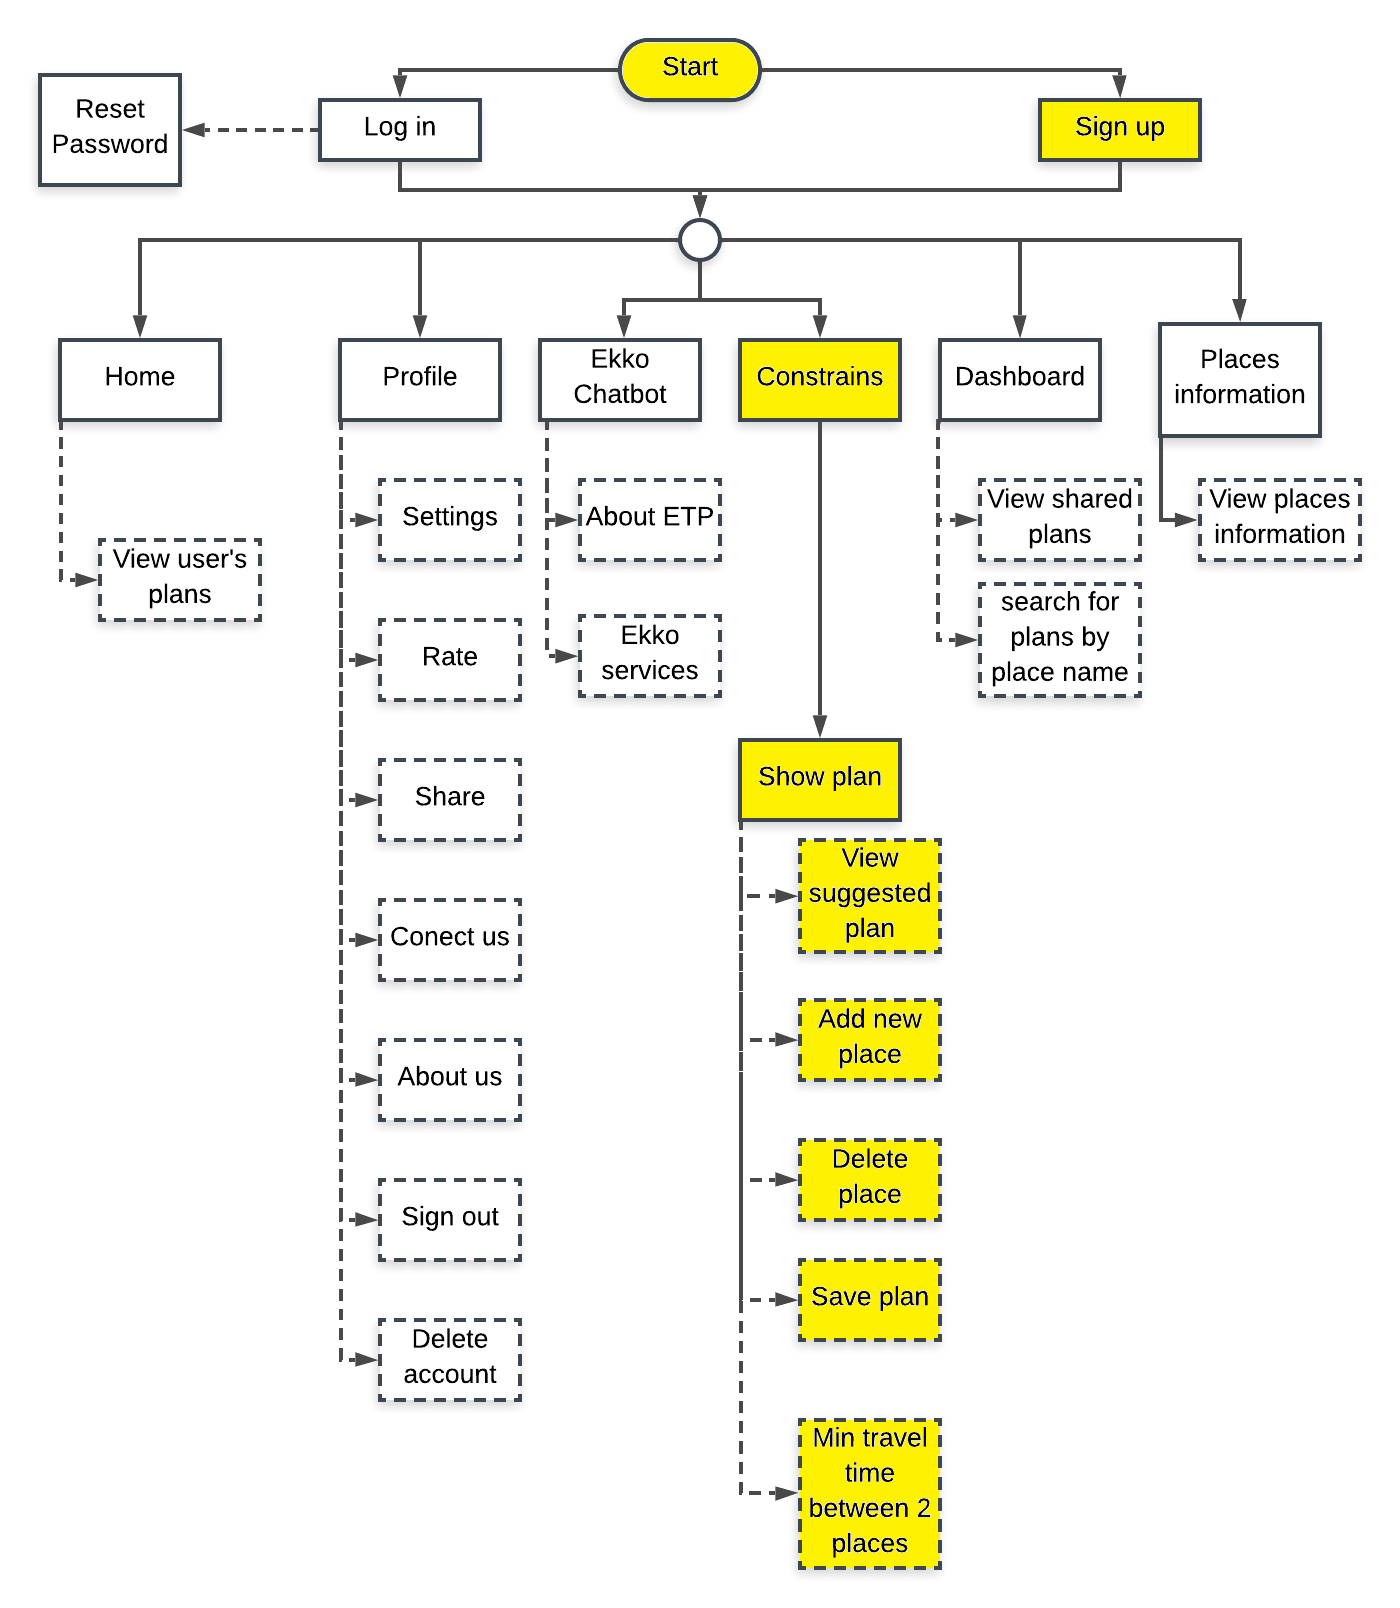 Start
Reset
Password
Log in
Sign up
Home
Profile
Ekko
Chatbot
Constrains
Dashboard
Places
information
View user's
plans
Settings
Rate
Share
Conect us
About us
Sign out
Delete
account
About ETP
Ekko
services
Show plan
View
suggested
plan
Add new
place
Delete
place
Save plan
Min travel
time
between 2
places
View shared
plans
search for
plans by
place name
View places
information